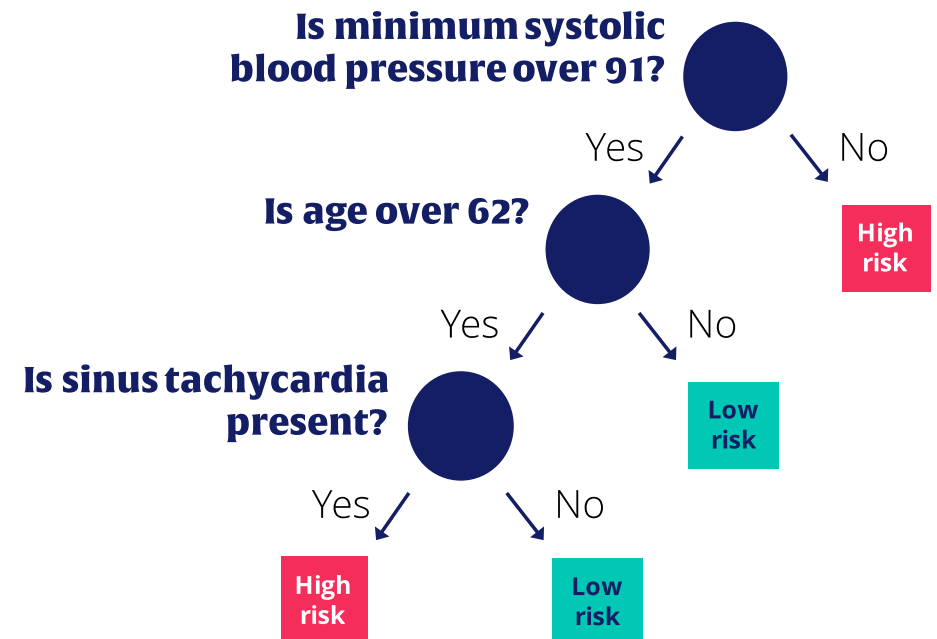 Is minimum systolic
blood pressure over 91?
Yes
No
Is age over 62?
High
risk
Yes
No
Is sinus tachycardia
present?
Low
risk
Yes
No
High
risk
Low
risk